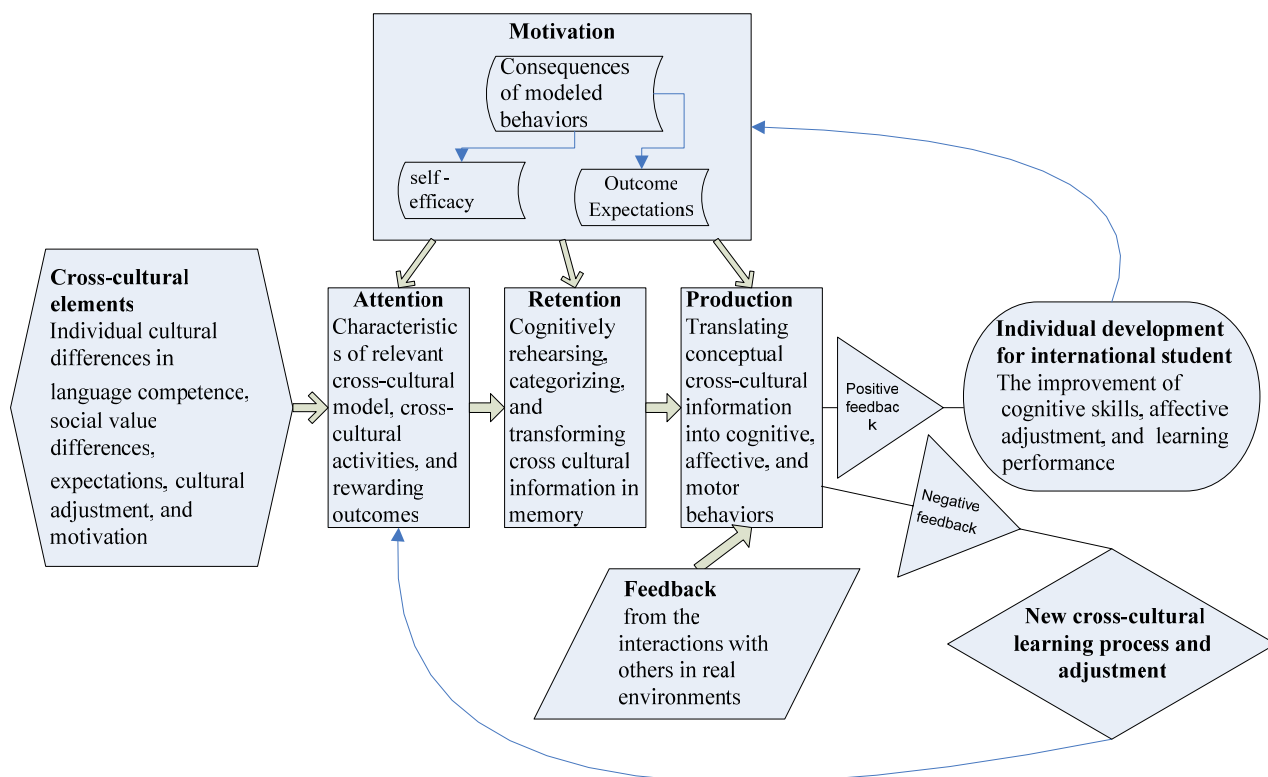 Motivation
Consequences
of modeled
behaviors
self -
efficacy
Outcome
Expectations
Cross-cultural
elements
Individual cultural
differences in
language competence,
social value
differences,
expectations, cultural
adjustment, and
motivation
Attention
Characteristic
s of relevant
cross-cultural
model, cross-
cultural
activities, and
rewarding
outcomes
Retention
Cognitively
rehearsing,
categorizing,
and
transforming
cross cultural
information in
memory
Production
Translating
conceptual
cross-cultural
information
into cognitive,
affective, and
motor
behaviors
Positive
feedbac
k
Individual development
for international student
The improvement of
cognitive skills, affective
adjustment, and learning
performance
Negative
feedback
Feedback
from the
interactions with
others in real
environments
New cross-cultural
learning process and
adjustment